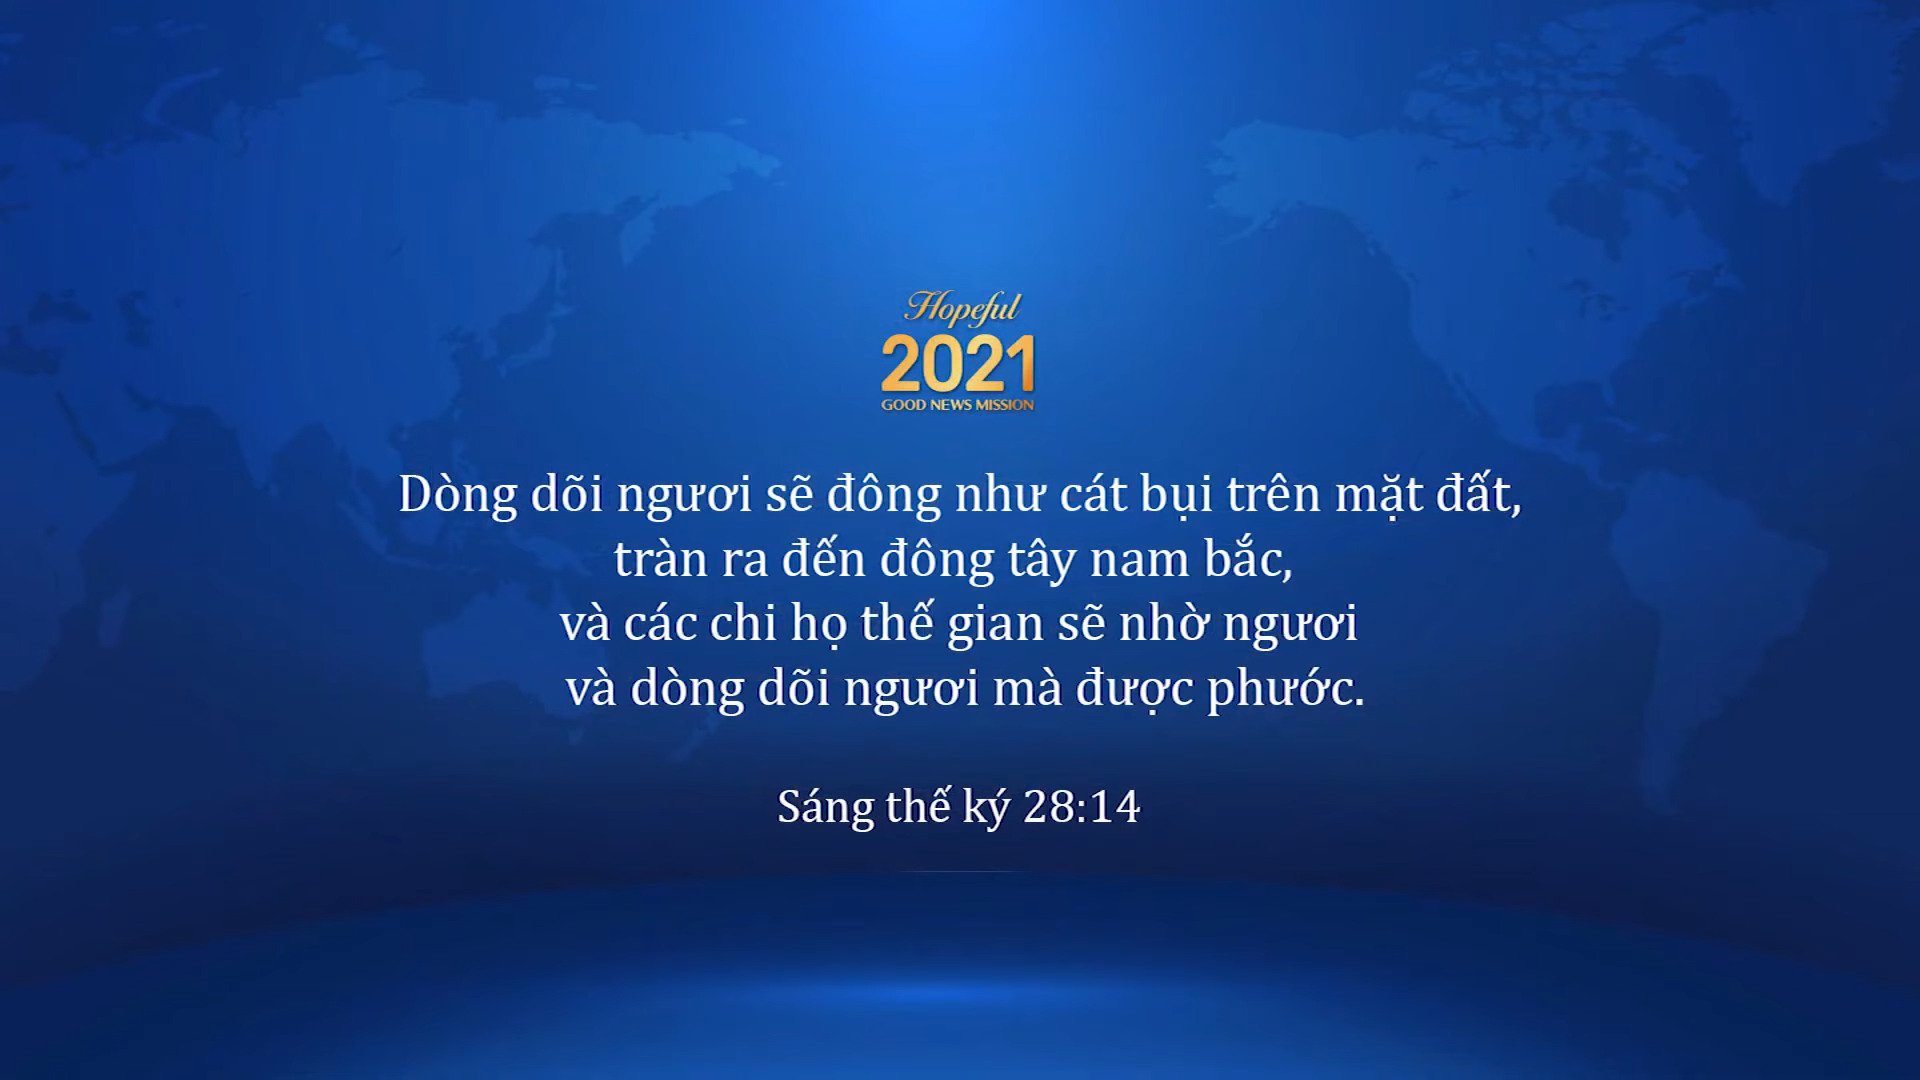 Hopeful
2021
GOOD NEWS MISSION
Dòng dõi ngươi sẽ đông như cát bụi trên mặt đất,
tràn ra đến đông tây nam bắc,
và các chi họ thế gian sẽ nhờ ngươi
và dòng dõi ngươi mà được phước.
Sáng thế ký 28:14